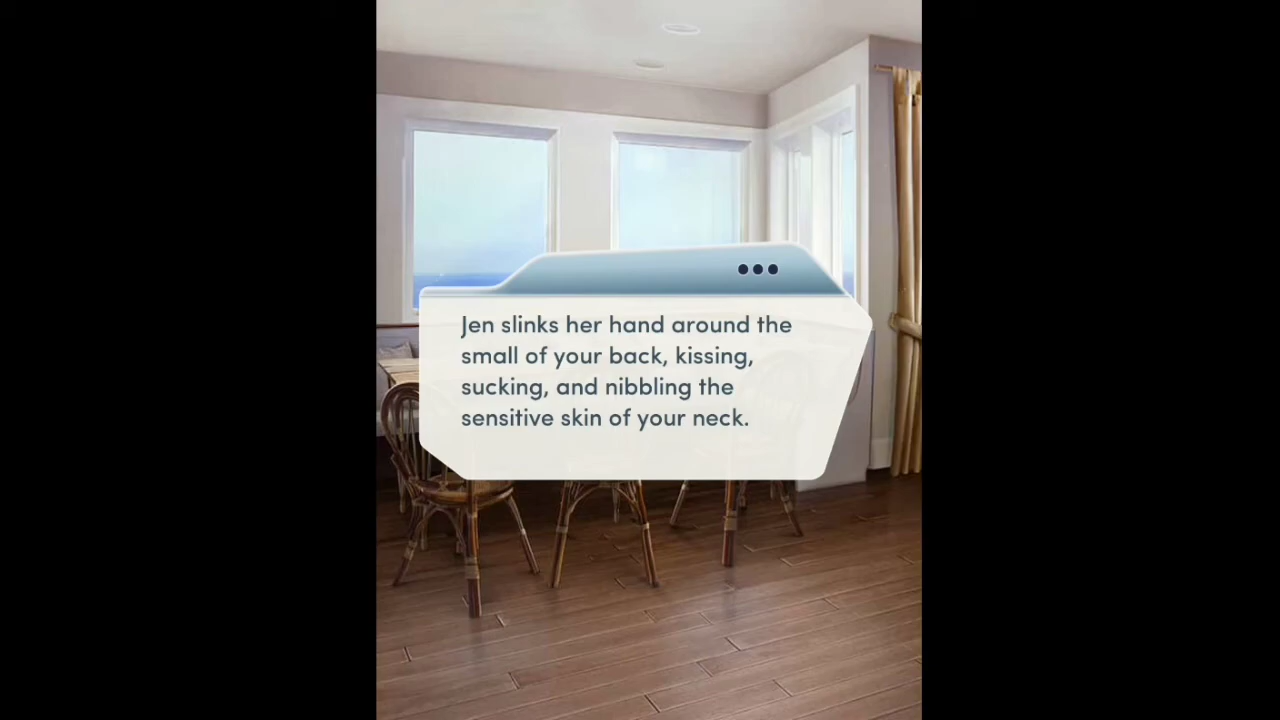 Jen slinks her hand around the
small of your back, kissing,
sucking, and nibbling the
sensitive skin of your neck.